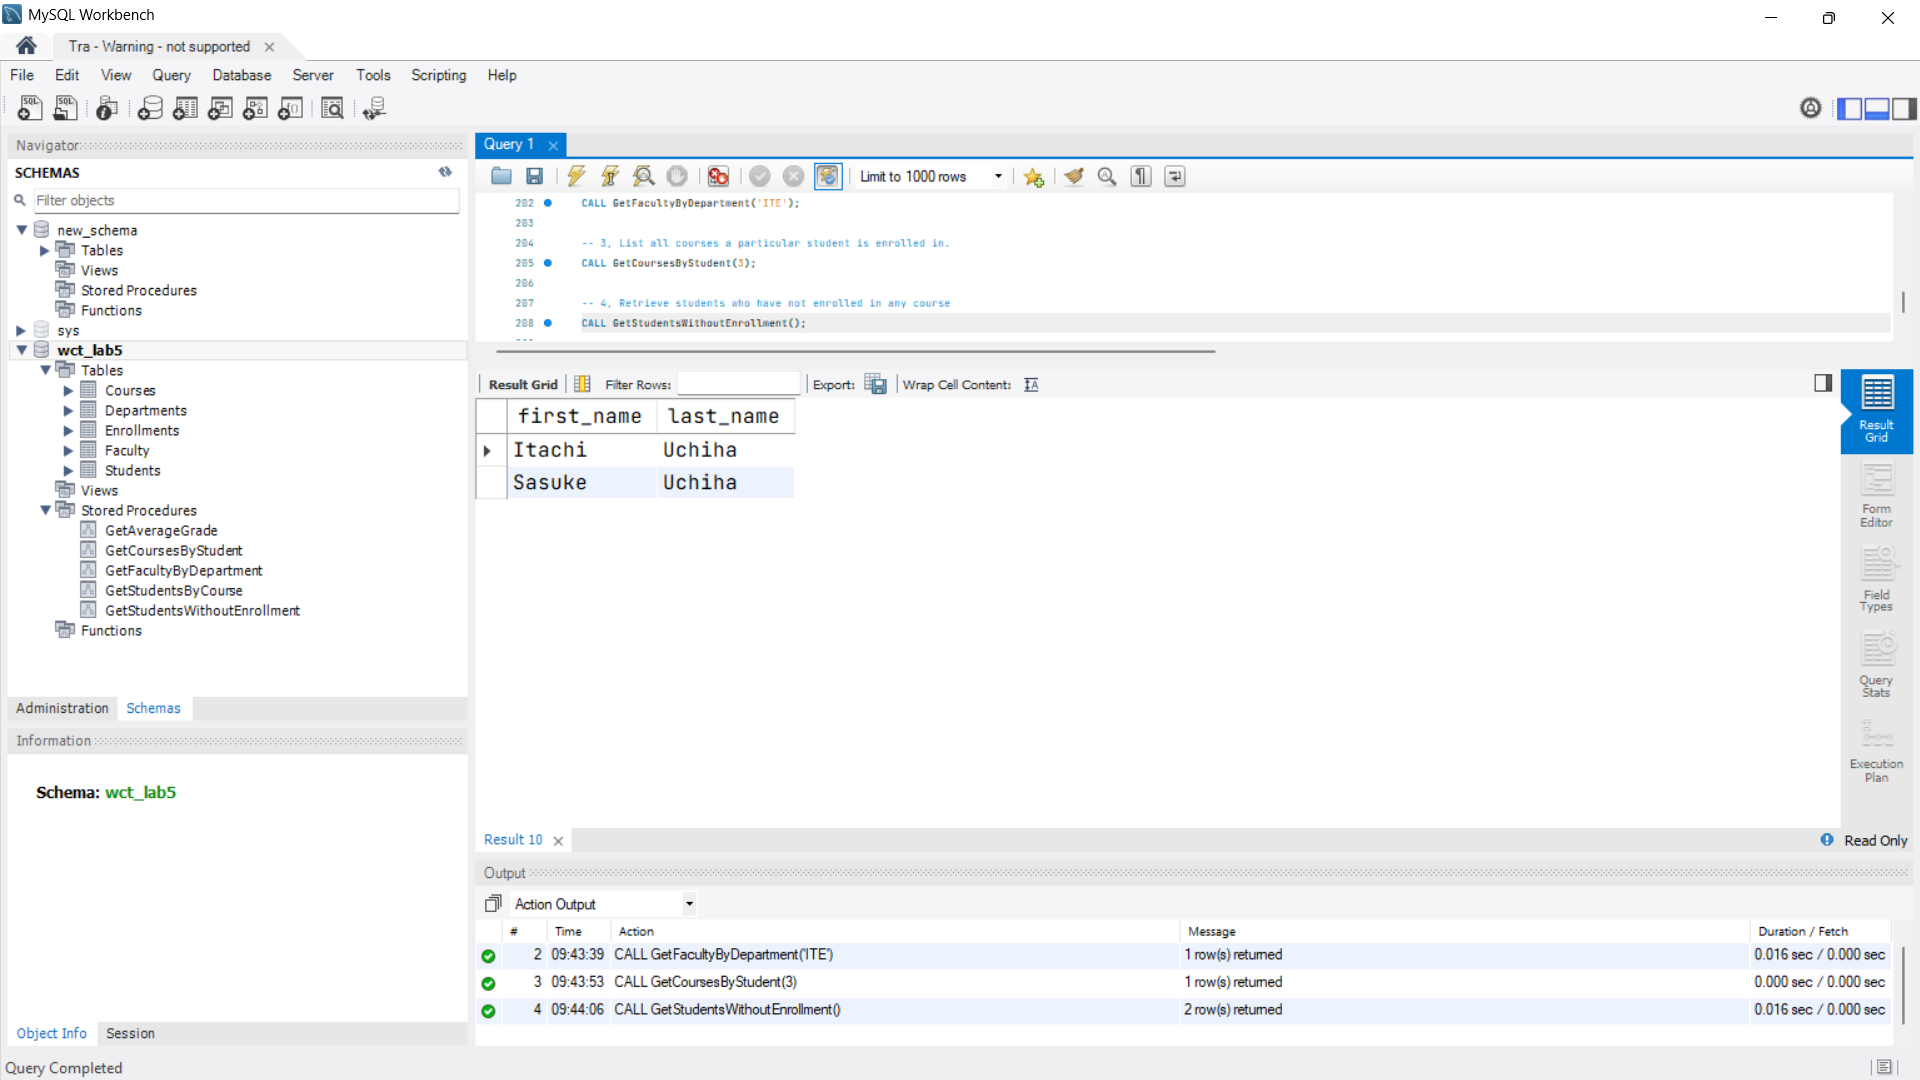 MySQL Workbench
Tra - Warning - not supported
File Edit View Query Database Server Tools Scripting Help
Navigator
SCHEMAS
Filter objects
new_schema
Tables
Views
Stored Procedures
Functions
sys
wct_lab5
Tables
Courses
Departments
Enrollments
Faculty
Students
Views
Stored Procedures
GetAverageGrade
GetCoursesByStudent
GetFacultyByDepartment
GetStudentsByCourse
GetStudentsWithoutEnrollment
Functions
Administration Schemas
Information
Schema: wct_lab5
Object Info Session
Query 1
Limit to 1000 rows
202 CALL GetFacultyByDepartment('ITE');
203
204 -- 3, List all courses a particular student is enrolled in.
205 CALL GetCoursesByStudent(3);
206
207 -- 4, Retrieve students who have not enrolled in any course
208 CALL GetStudentsWithoutEnrollment();
Result Grid Filter Rows: Export: Wrap Cell Content:
first_name last_name
Itachi Uchiha
Sasuke Uchiha
Result
Grid
Form
Editor
Field
Types
Query
Stats
Execution
Plan
Result 10
Read Only
Output
Action Output
# Time Action Message Duration / Fetch
2 09:43:39 CALL GetFacultyByDepartment('ITE') 1 row(s) returned 0.016 sec / 0.000 sec
3 09:43:53 CALL GetCoursesByStudent(3) 1 row(s) returned 0.000 sec / 0.000 sec
4 09:44:06 CALL GetStudentsWithoutEnrollment() 2 row(s) returned 0.016 sec / 0.000 sec
Query Completed